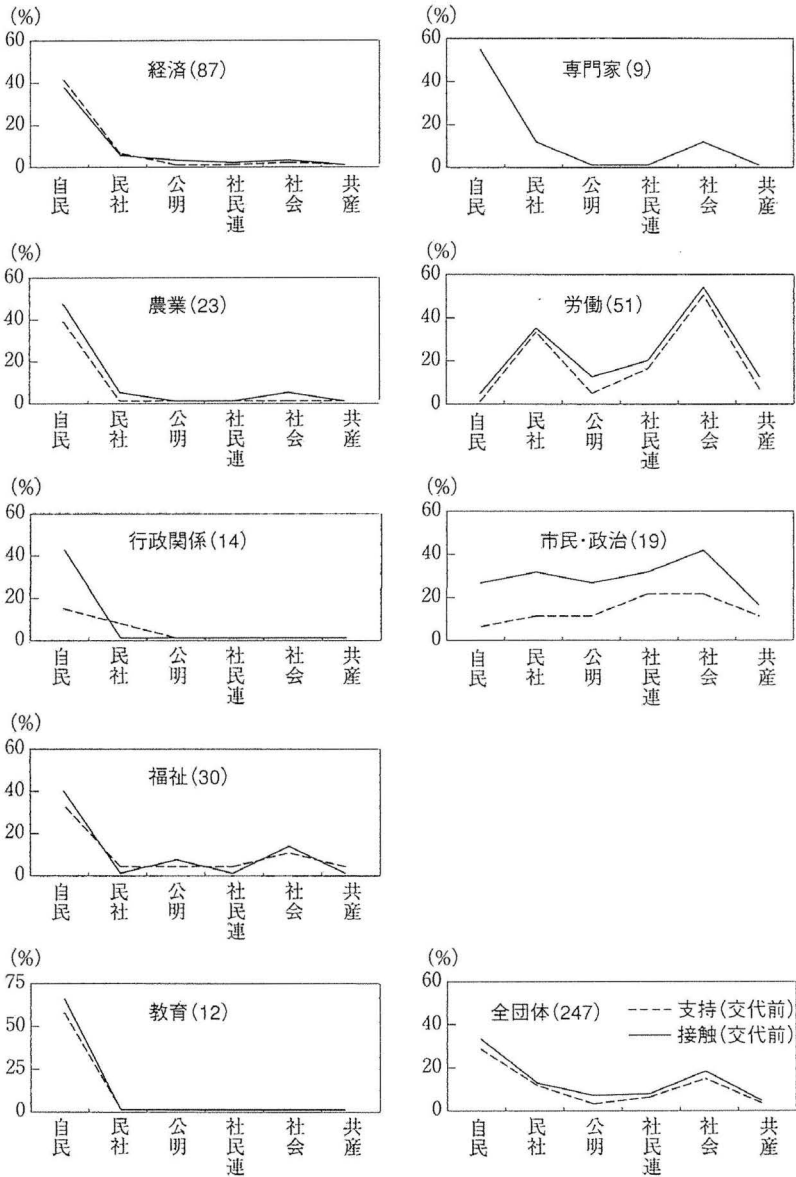 (%)
60
40
20
0
経済(87)
自民
民社
公明
社民連
社会
共産
(%)
60
40
20
0
専門家(9)
自民
民社
公明
社民連
社会
共産
(%)
60
40
20
0
農業(23)
自民
民社
公明
社民連
社会
共産
(%)
60
40
20
0
労働(51)
自民
民社
公明
社民連
社会
共産
(%)
60
40
20
0
行政関係(14)
自民
民社
公明
社民連
社会
共産
(%)
60
40
20
0
市民・政治(19)
自民
民社
公明
社民連
社会
共産
(%)
60
40
20
0
福祉(30)
自民
民社
公明
社民連
社会
共産
(%)
75
50
25
0
教育(12)
自民
民社
公明
社民連
社会
共産
(%)
60
40
20
0
全団体(247)
支持(交代前)
接触(交代前)
自民
民社
公明
社民連
社会
共産